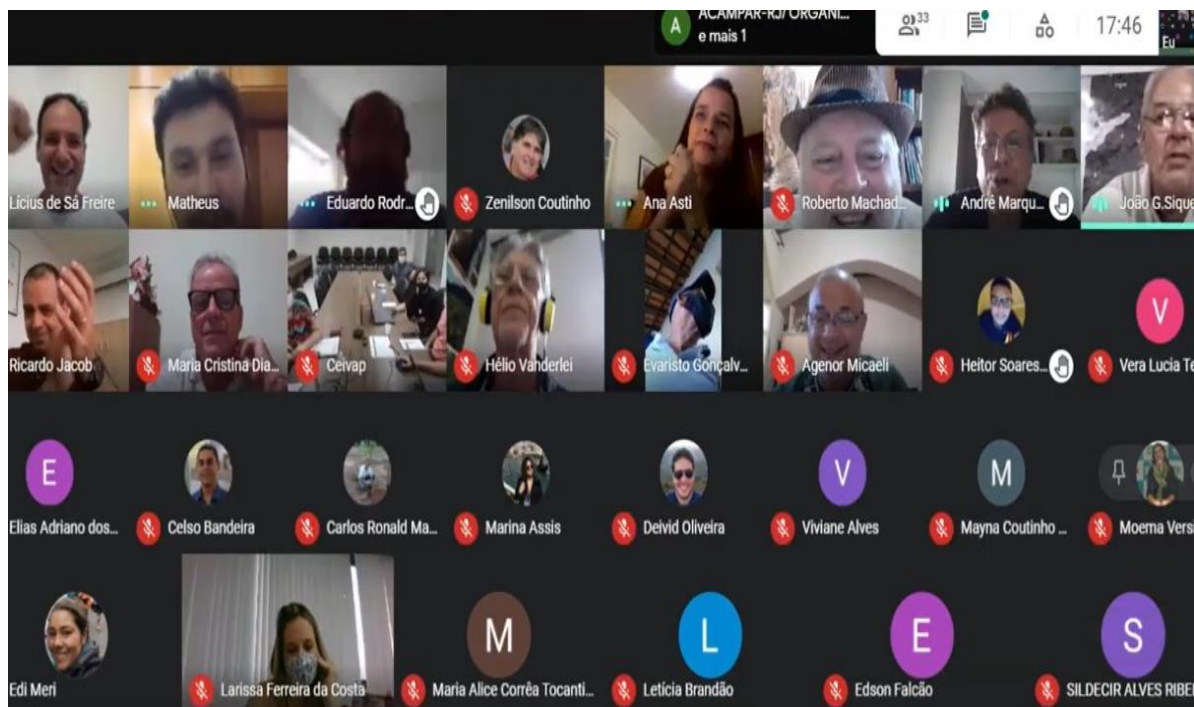 A
ACAMPAR-RJ/ ORGANI...
e mais 1
33
17:46
Eu
Licius de Sá Freire
Matheus
Eduardo Rodr...
Zenilson Coutinho
Ana Asti
Roberto Machad...
André Marqu...
João G.Sique
Ricardo Jacob
Maria Cristina Dia...
Ceivap
Hélio Vanderlei
Evaristo Gonçalv...
Agenor Micaeli
Heitor Soares...
V
Vera Lucia Te
E
Elias Adriano dos...
Celso Bandeira
Carlos Ronald Ma...
Marina Assis
Deivid Oliveira
V
Viviane Alves
M
Mayna Coutinho ...
Moema Versi
Edi Meri
Larissa Ferreira da Costa
M
Maria Alice Corrêa Tocanti...
L
Letícia Brandão
E
Edson Falcão
S
SILDECIR ALVES RIBEI